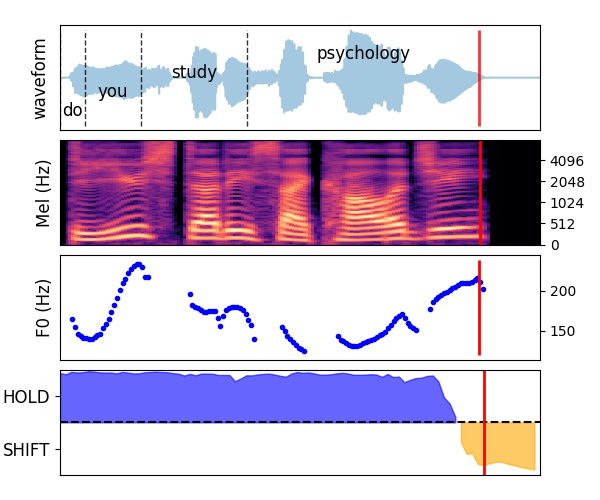 waveform
do
you
study
psychology
Mel (Hz)
4096
2048
1024
512
0
F0 (Hz)
200
150
HOLD
SHIFT